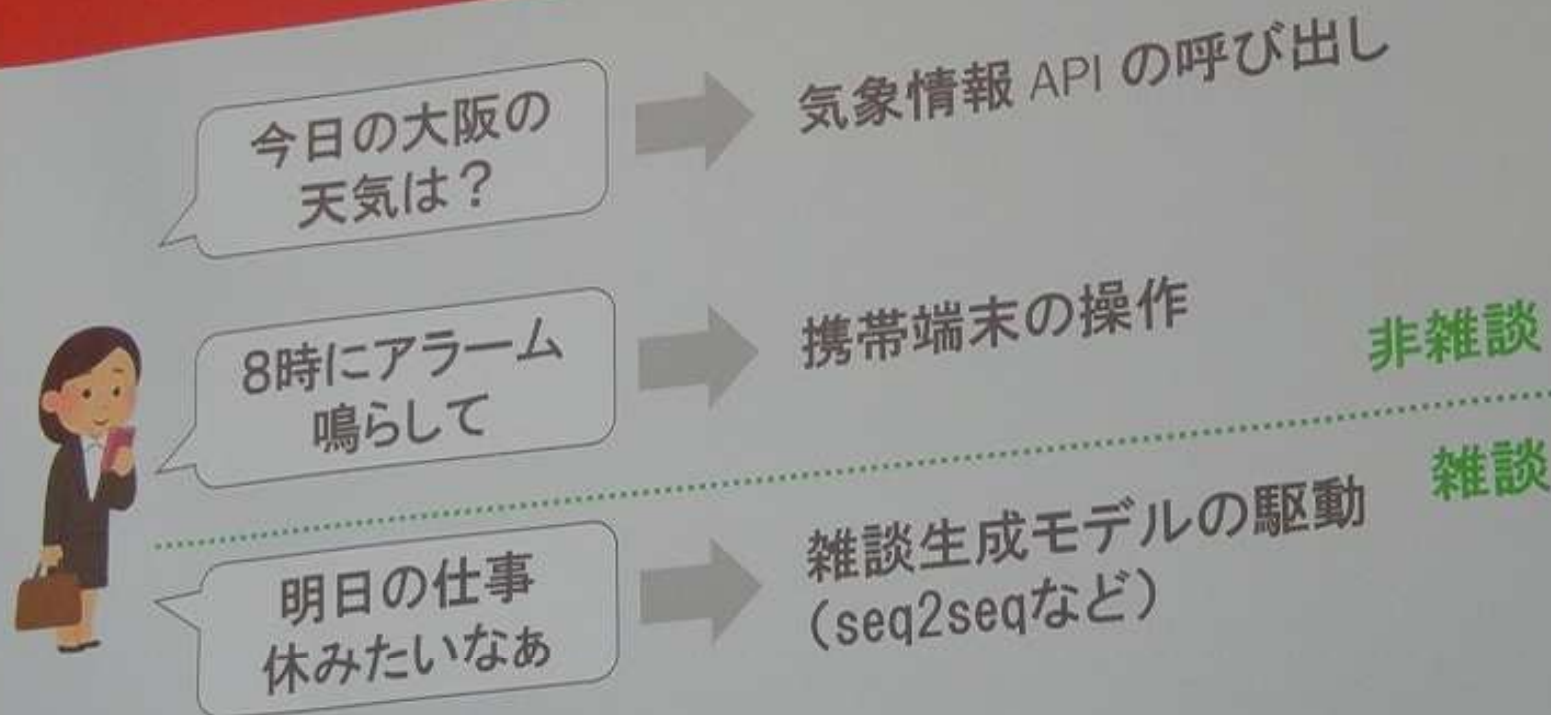 今日の大阪の
天気は？
気象情報 API の呼び出し
8時にアラーム
鳴らして
携帯端末の操作
非雑談
雑談
明日の仕事
休みたいなぁ
雑談生成モデルの駆動
（seq2seqなど）